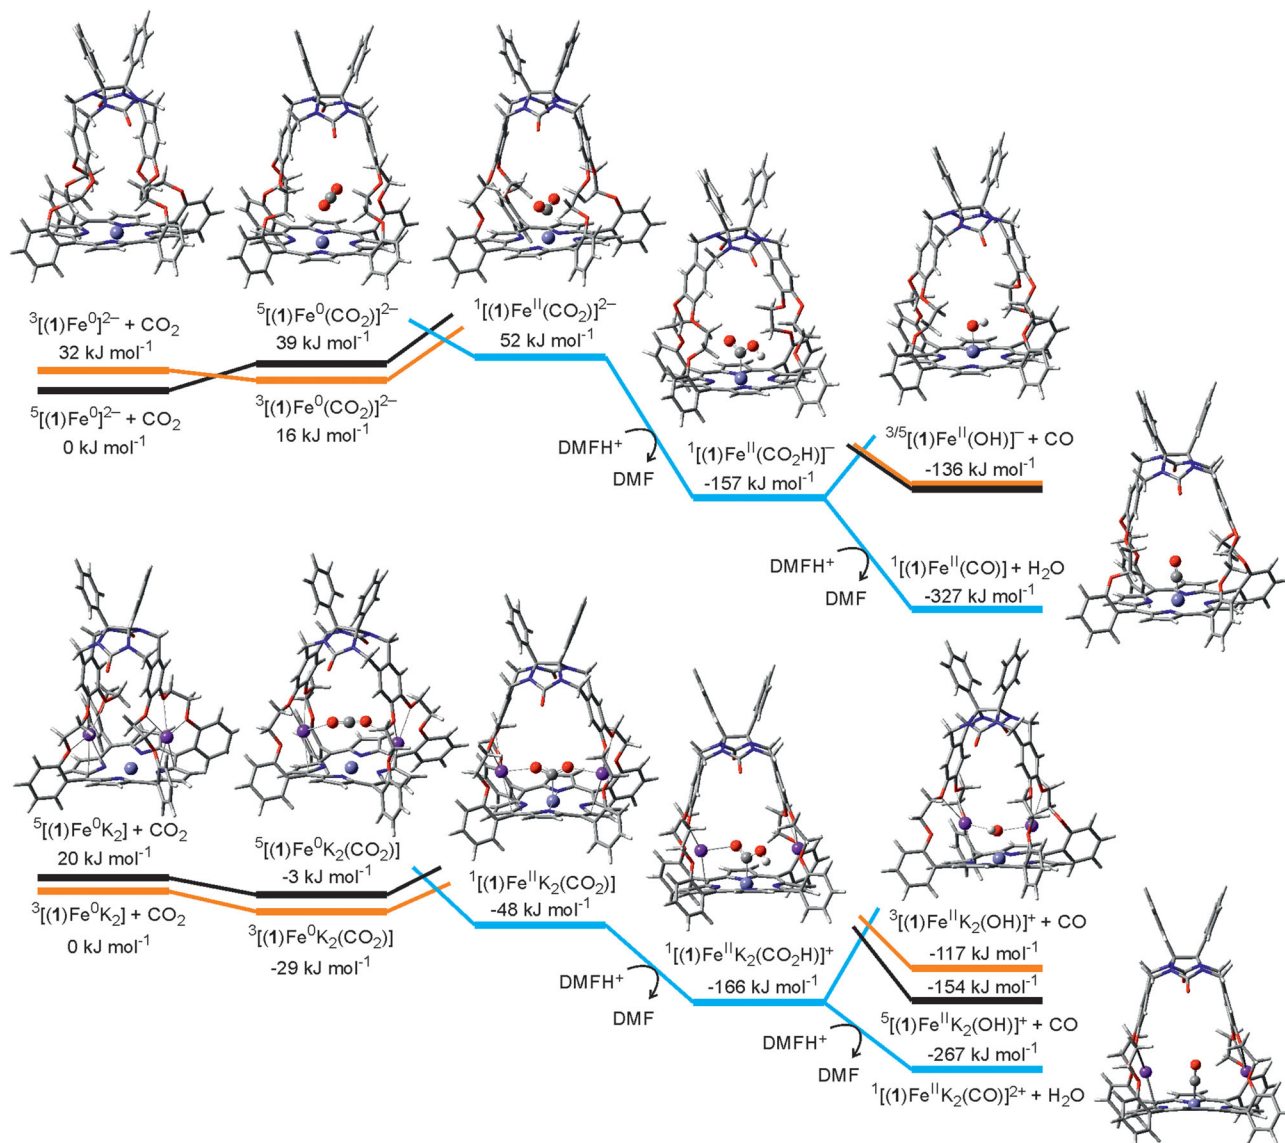 ³[(1)Fe⁰]²⁻ + CO₂
32 kJ mol⁻¹
⁵[(1)Fe⁰]²⁻ + CO₂
0 kJ mol⁻¹
⁵[(1)Fe⁰(CO₂)]²⁻
39 kJ mol⁻¹
³[(1)Fe⁰(CO₂)]²⁻
16 kJ mol⁻¹
¹[(1)Feᴵᴵ(CO₂)]²⁻
52 kJ mol⁻¹
DMFH⁺
DMF
¹[(1)Feᴵᴵ(CO₂H)]⁻
-157 kJ mol⁻¹
³/⁵[(1)Feᴵᴵ(OH)]⁻ + CO
-136 kJ mol⁻¹
DMFH⁺
DMF
¹[(1)Feᴵᴵ(CO)] + H₂O
-327 kJ mol⁻¹
⁵[(1)Fe⁰K₂] + CO₂
20 kJ mol⁻¹
³[(1)Fe⁰K₂] + CO₂
0 kJ mol⁻¹
⁵[(1)Fe⁰K₂(CO₂)]
-3 kJ mol⁻¹
³[(1)Fe⁰K₂(CO₂)]
-29 kJ mol⁻¹
¹[(1)FeᴵᴵK₂(CO₂)]
-48 kJ mol⁻¹
DMFH⁺
DMF
¹[(1)FeᴵᴵK₂(CO₂H)]⁺
-166 kJ mol⁻¹
³[(1)FeᴵᴵK₂(OH)]⁺ + CO
-117 kJ mol⁻¹
-154 kJ mol⁻¹
⁵[(1)FeᴵᴵK₂(OH)]⁺ + CO
DMFH⁺
DMF
-267 kJ mol⁻¹
¹[(1)FeᴵᴵK₂(CO)]²⁺ + H₂O